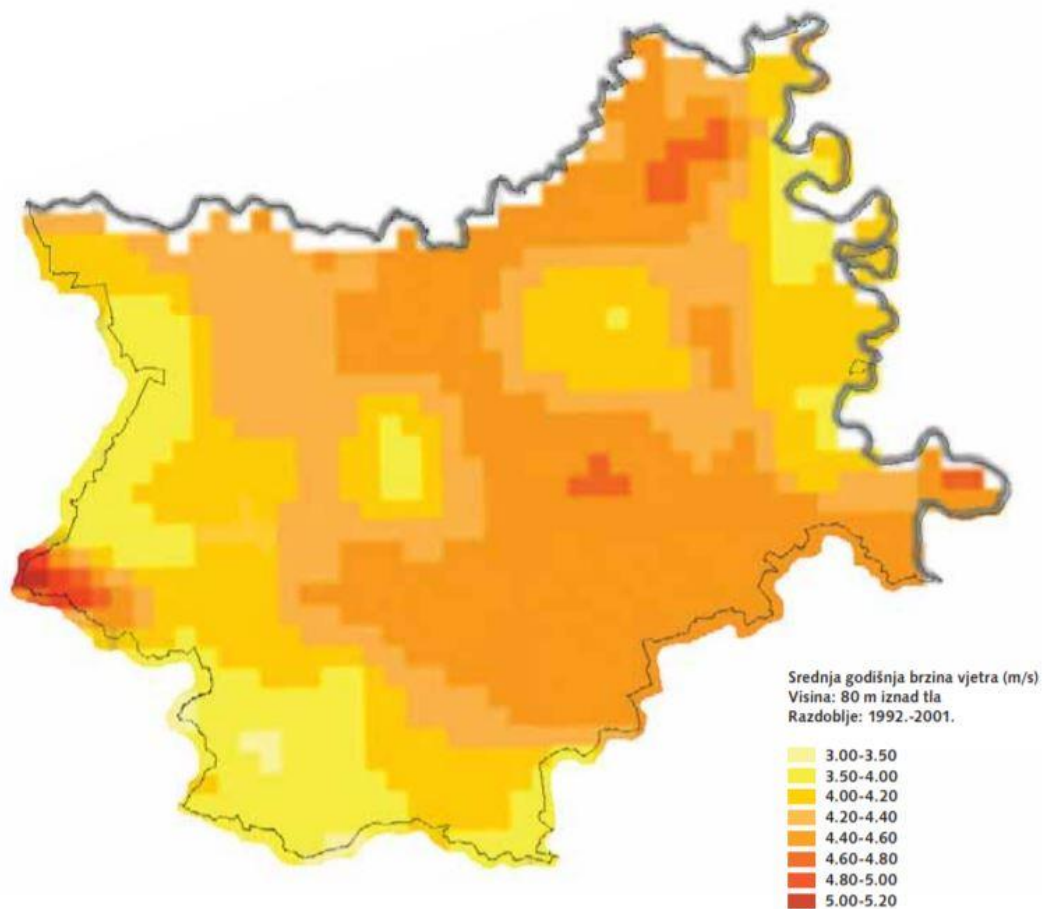 Srednja godišnja brzina vjetra (m/s)
Visina: 80 m iznad tla
Razdoblje: 1992.-2001.
3.00-3.50
3.50-4.00
4.00-4.20
4.20-4.40
4.40-4.60
4.60-4.80
4.80-5.00
5.00-5.20